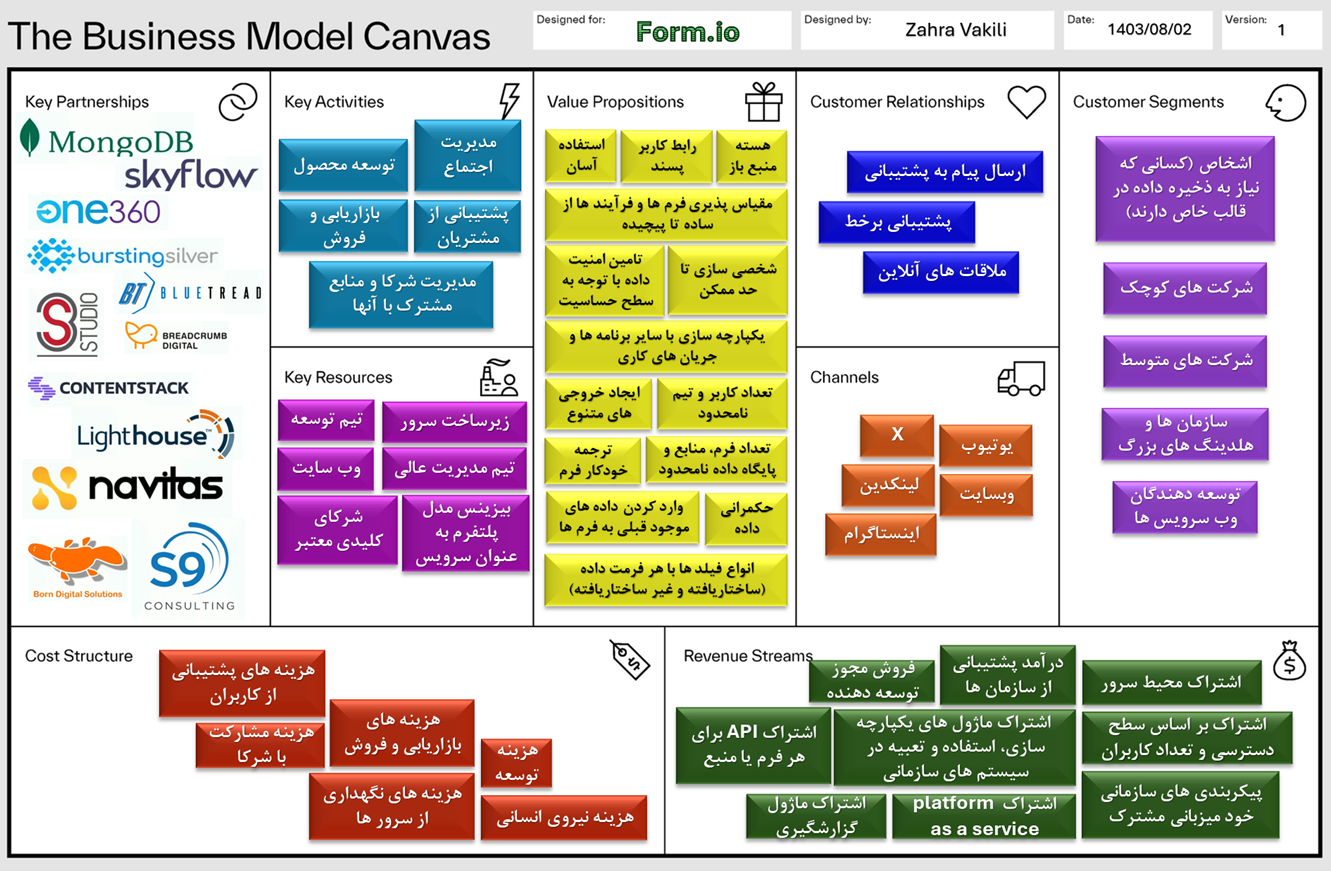 The Business Model Canvas
Designed for:
Form.io
Designed by:
Zahra Vakili
Date:
1403/08/02
Version:
1
Key Partnerships
MongoDB
skyflow
one360
burstingsilver
BT BLUETREAD
S3 STUDIO
BREADCRUMB
DIGITAL
CONTENTSTACK
Lighthouse™
navitas
Born Digital Solutions
S9
CONSULTING
Key Activities
مدیریت
اجتماع
توسعه محصول
پشتیبانی از
مشتریان
بازاریابی و
فروش
مدیریت شرکا و منابع
مشترک با آنها
Key Resources
زیرساخت سرور
تیم توسعه
تیم مدیریت عالی
وب سایت
بیزینس مدل
پلتفرم به
عنوان سرویس
شرکای
کلیدی معتبر
Value Propositions
هسته
منبع باز
رابط کاربر
پسند
استفاده
آسان
مقیاس پذیری فرم ها و فرآیند ها از
ساده تا پیچیده
شخصی سازی تا
حد ممکن
تامین امنیت
داده با توجه به
سطح حساسیت
یکپارچه سازی با سایر برنامه ها و
جریان های کاری
تعداد کاربر و تیم
نامحدود
ایجاد خروجی
های متنوع
تعداد فرم، منابع و
پایگاه داده نامحدود
ترجمه
خودکار فرم
حکمرانی
داده
وارد کردن داده های
موجود قبلی به فرم ها
انواع فیلد ها با هر فرمت داده
(ساختاریافته و غیر ساختاریافته)
Customer Relationships
ارسال پیام به پشتیبانی
پشتیبانی برخط
ملاقات های آنلاین
Channels
X
یوتیوب
لینکدین
وبسایت
اینستاگرام
Customer Segments
اشخاص (کسانی که
نیاز به ذخیره داده در
قالب خاص دارند)
شرکت های کوچک
شرکت های متوسط
سازمان ها و
هلدینگ های بزرگ
توسعه دهندگان
وب سرویس ها
Cost Structure
هزینه های پشتیبانی
از کاربران
هزینه های
بازاریابی و فروش
هزینه مشارکت
با شرکا
هزینه
توسعه
هزینه های نگهداری
از سرور ها
هزینه نیروی انسانی
Revenue Streams
اشتراک محیط سرور
درآمد پشتیبانی
از سازمان ها
فروش مجوز
توسعه دهنده
اشتراک بر اساس سطح
دسترسی و تعداد کاربران
اشتراک ماژول های یکپارچه
سازی، استفاده و تعبیه در
سیستم های سازمانی
اشتراک API برای
هر فرم یا منبع
پیکربندی های سازمانی
خود میزبانی مشترک
اشتراک platform
as a service
اشتراک ماژول
گزارشگیری